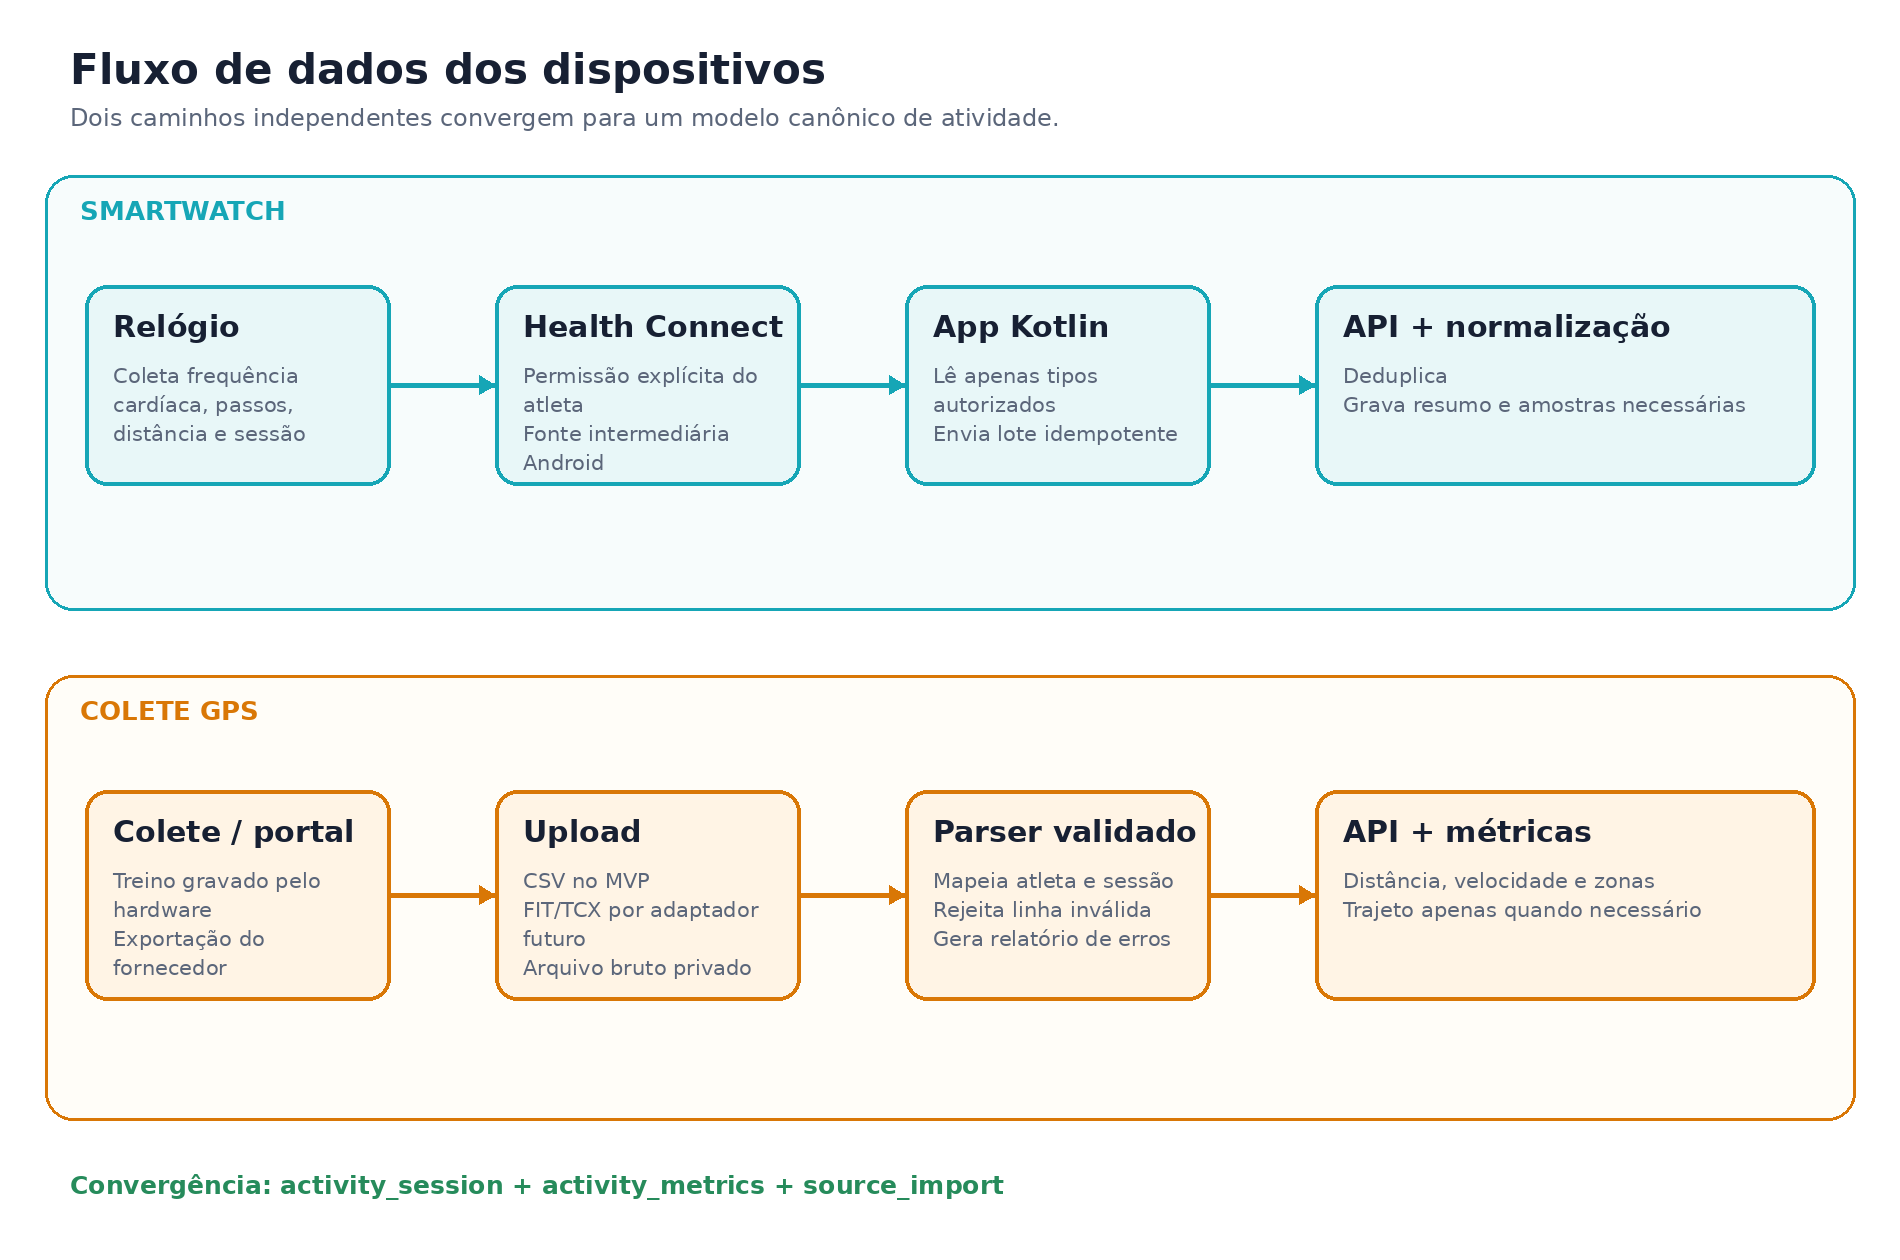 Fluxo de dados dos dispositivos
Dois caminhos independentes convergem para um modelo canônico de atividade.
SMARTWATCH
Relógio
Coleta frequência
cardíaca, passos,
distância e sessão
Health Connect
Permissão explícita do
atleta
Fonte intermediária
Android
App Kotlin
Lê apenas tipos
autorizados
Envia lote idempotente
API + normalização
Deduplica
Grava resumo e amostras necessárias
COLETE GPS
Colete / portal
Treino gravado pelo
hardware
Exportação do
fornecedor
Upload
CSV no MVP
FIT/TCX por adaptador
futuro
Arquivo bruto privado
Parser validado
Mapeia atleta e sessão
Rejeita linha inválida
Gera relatório de erros
API + métricas
Distância, velocidade e zonas
Trajeto apenas quando necessário
Convergência: activity_session + activity_metrics + source_import